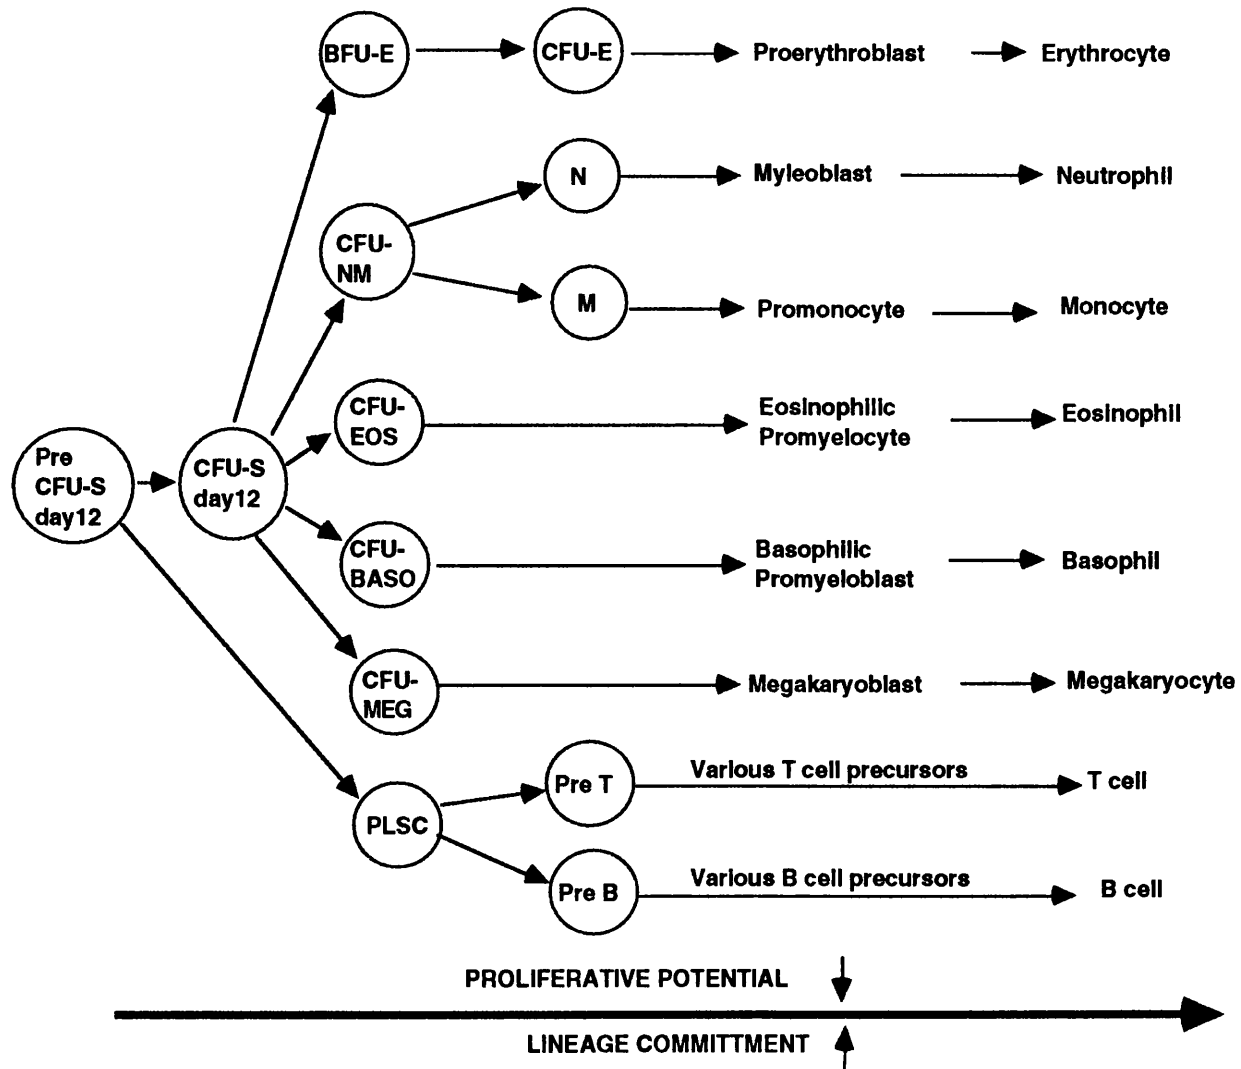 BFU-E
CFU-E
Proerythroblast
Erythrocyte
N
Myleoblast
Neutrophil
CFU-
NM
M
Promonocyte
Monocyte
CFU-
EOS
Eosinophilic
Promyelocyte
Eosinophil
Pre
CFU-S
day12
CFU-S
day12
CFU-
BASO
Basophilic
Promyeloblast
Basophil
CFU-
MEG
Megakaryoblast
Megakaryocyte
Pre T
Various T cell precursors
T cell
PLSC
Pre B
Various B cell precursors
B cell
PROLIFERATIVE POTENTIAL
LINEAGE COMMITTMENT